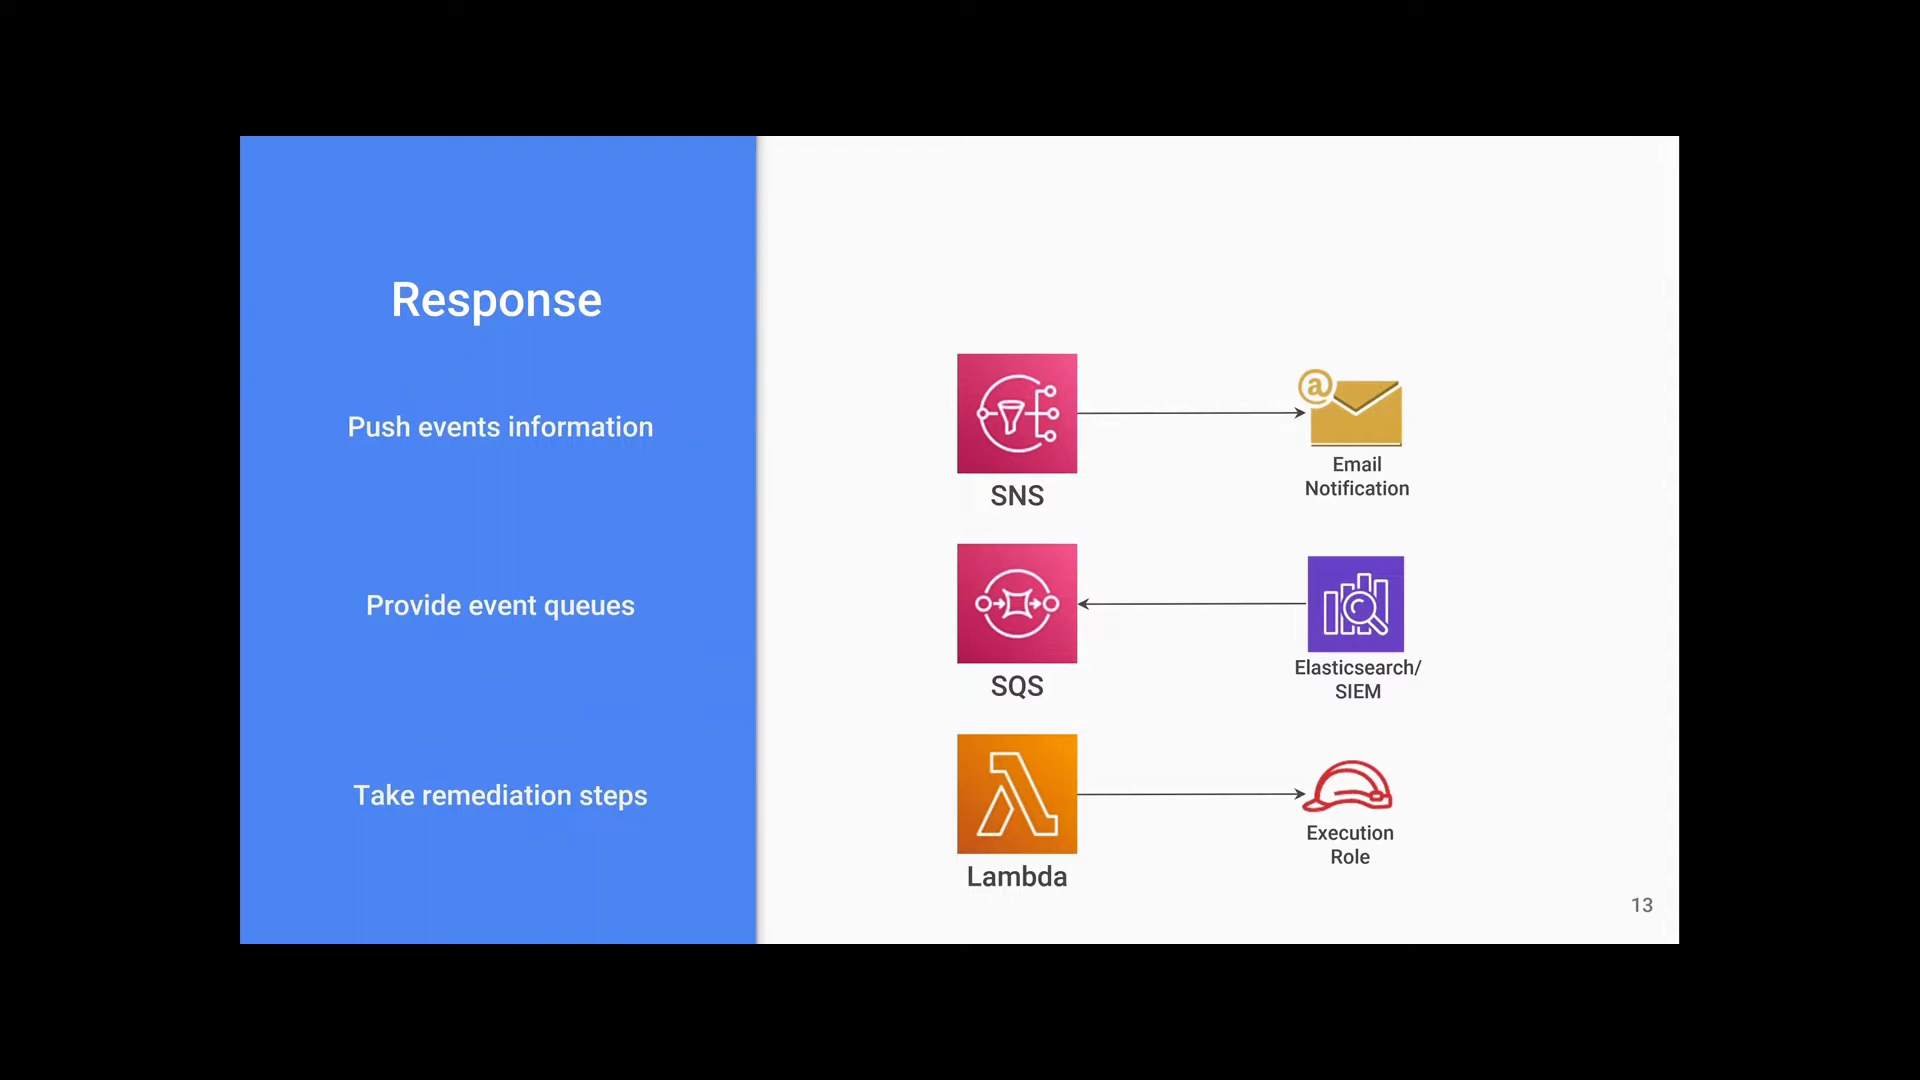 Response
Push events information
Provide event queues
Take remediation steps
@
Email
Notification
SNS
Elasticsearch/
SIEM
SQS
Execution
Role
Lambda
13